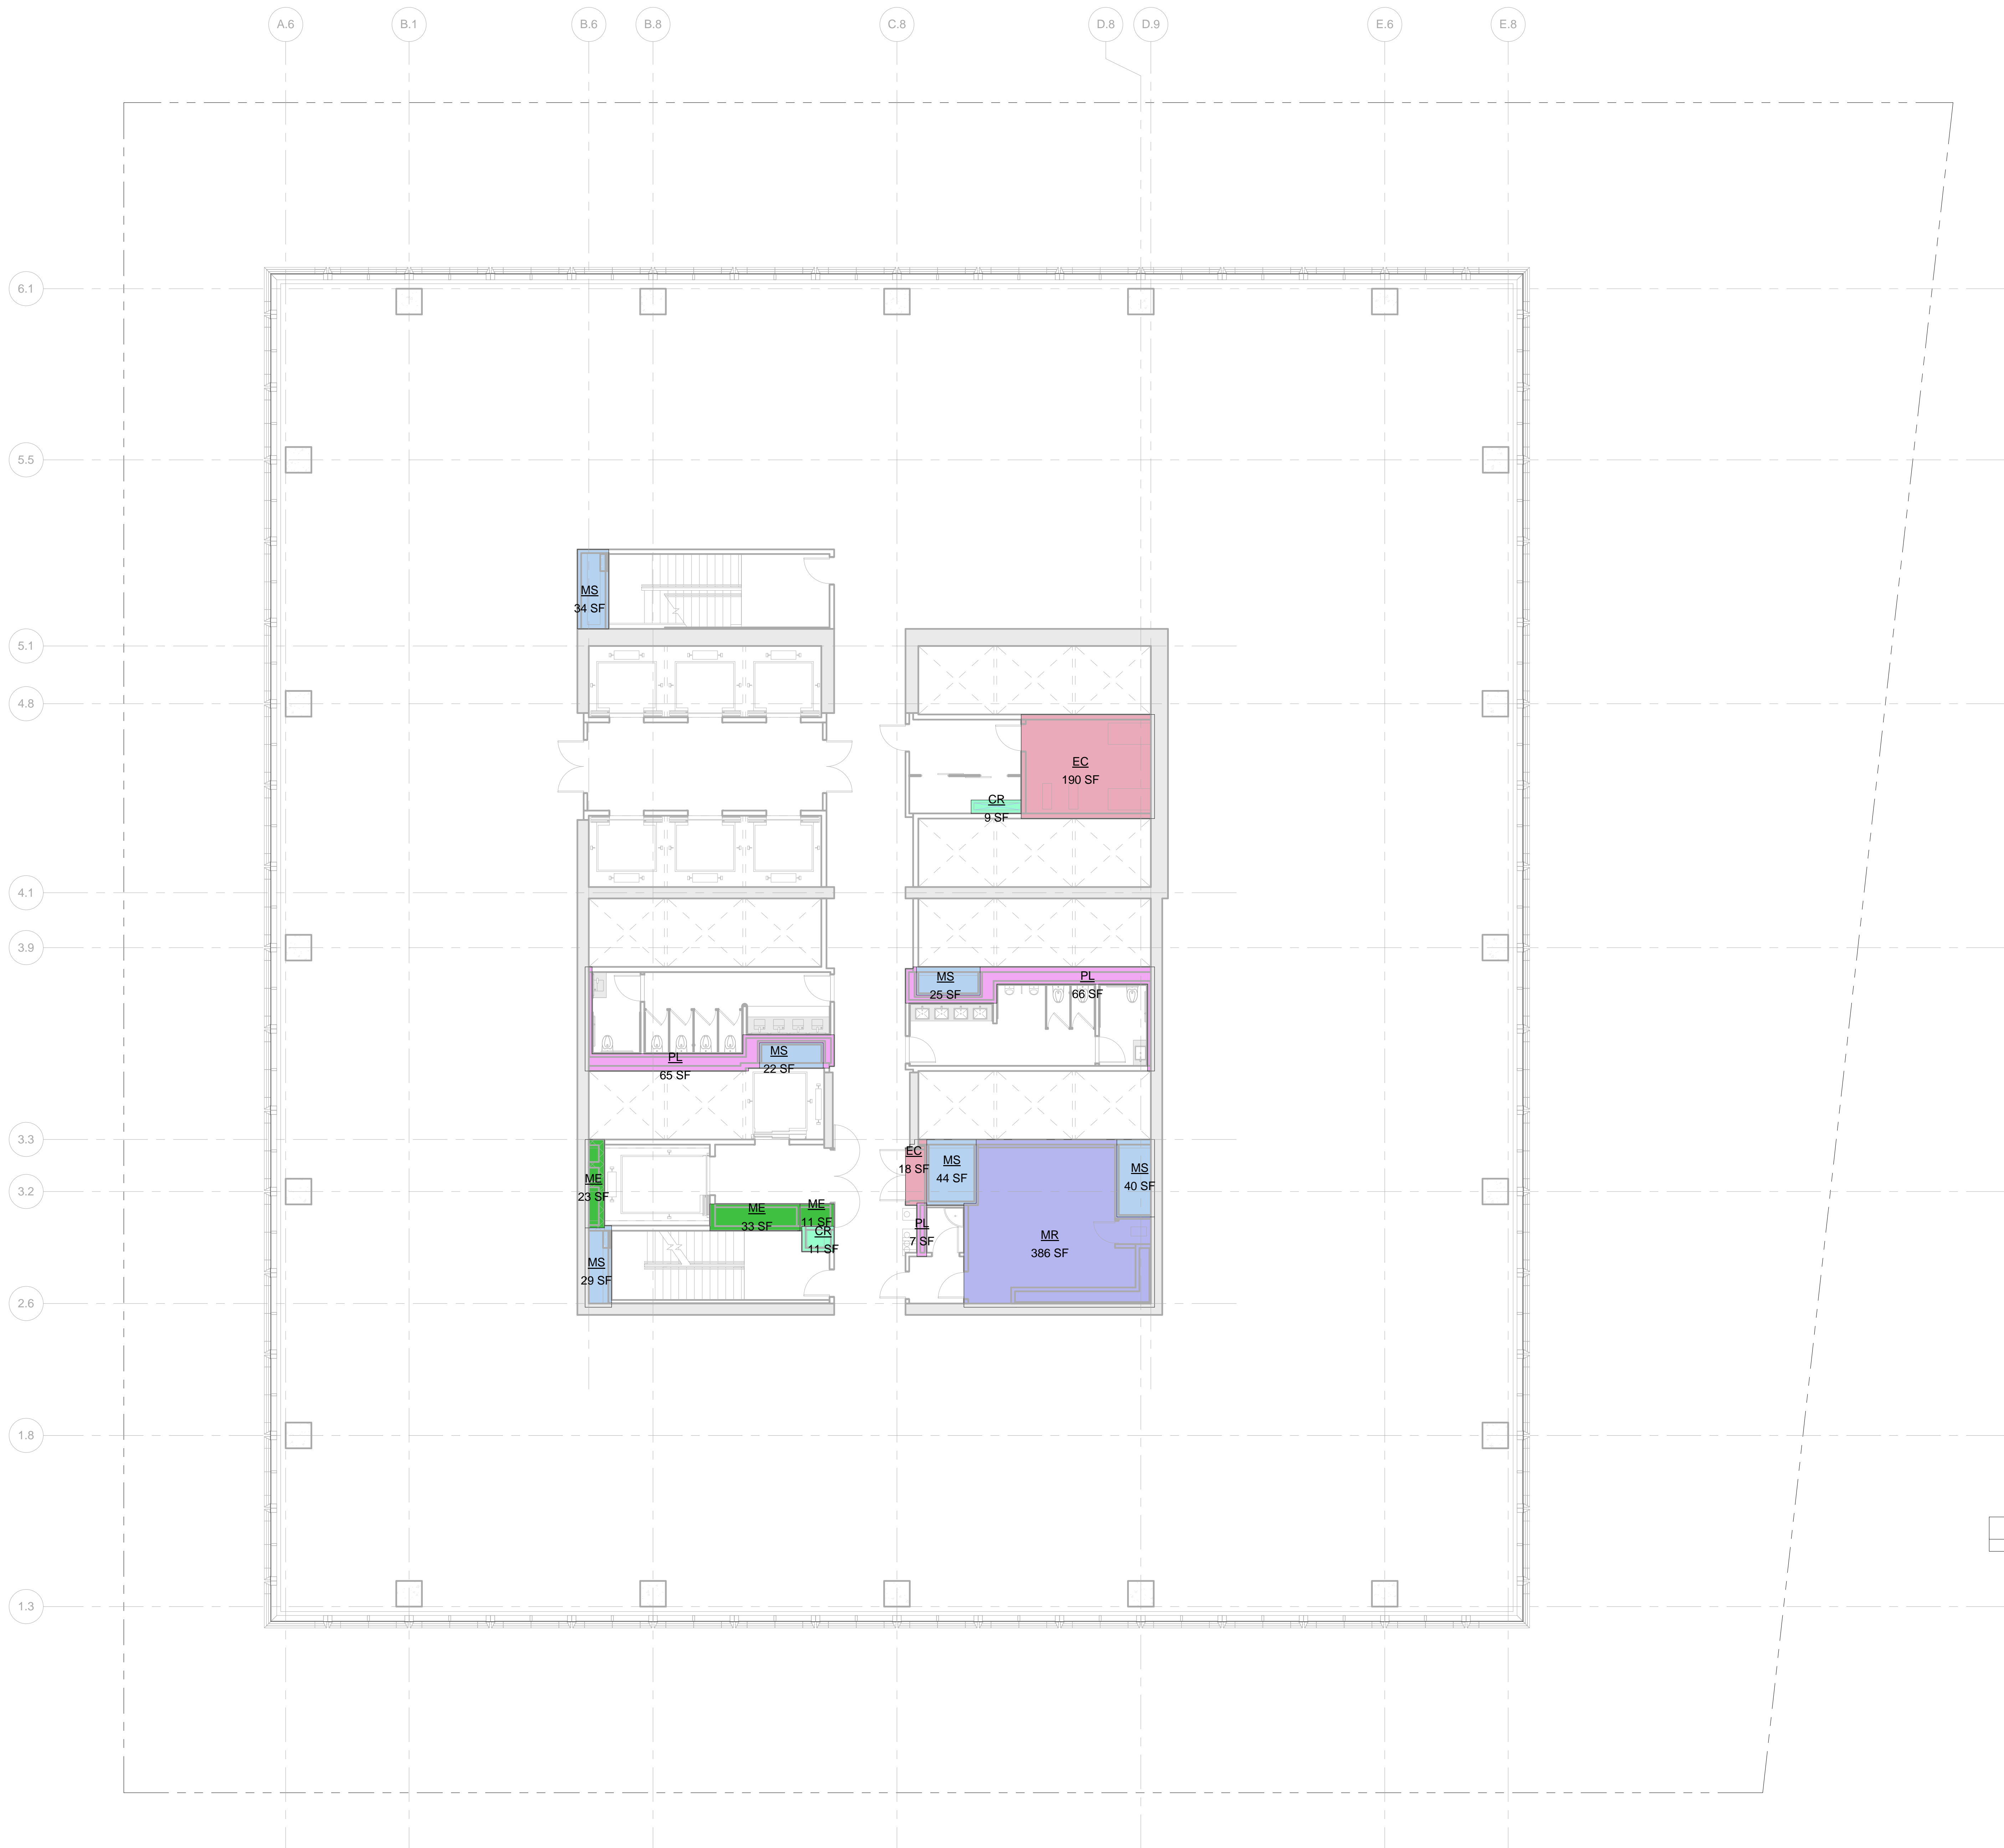 A.6
B.1
B.6
B.8
C.8
D.8
D.9
E.6
E.8
6.1
5.5
MS
34 SF
5.1
4.8
EC
190 SF
CR
9 SF
4.1
3.9
MS
25 SF
PL
66 SF
MS
22 SF
PL
65 SF
3.3
EC
18 SF
MS
44 SF
MS
40 SF
ME
23 SF
3.2
ME
33 SF
ME
11 SF
CR
11 SF
PL
7 SF
MR
386 SF
MS
29 SF
2.6
1.8
1.3